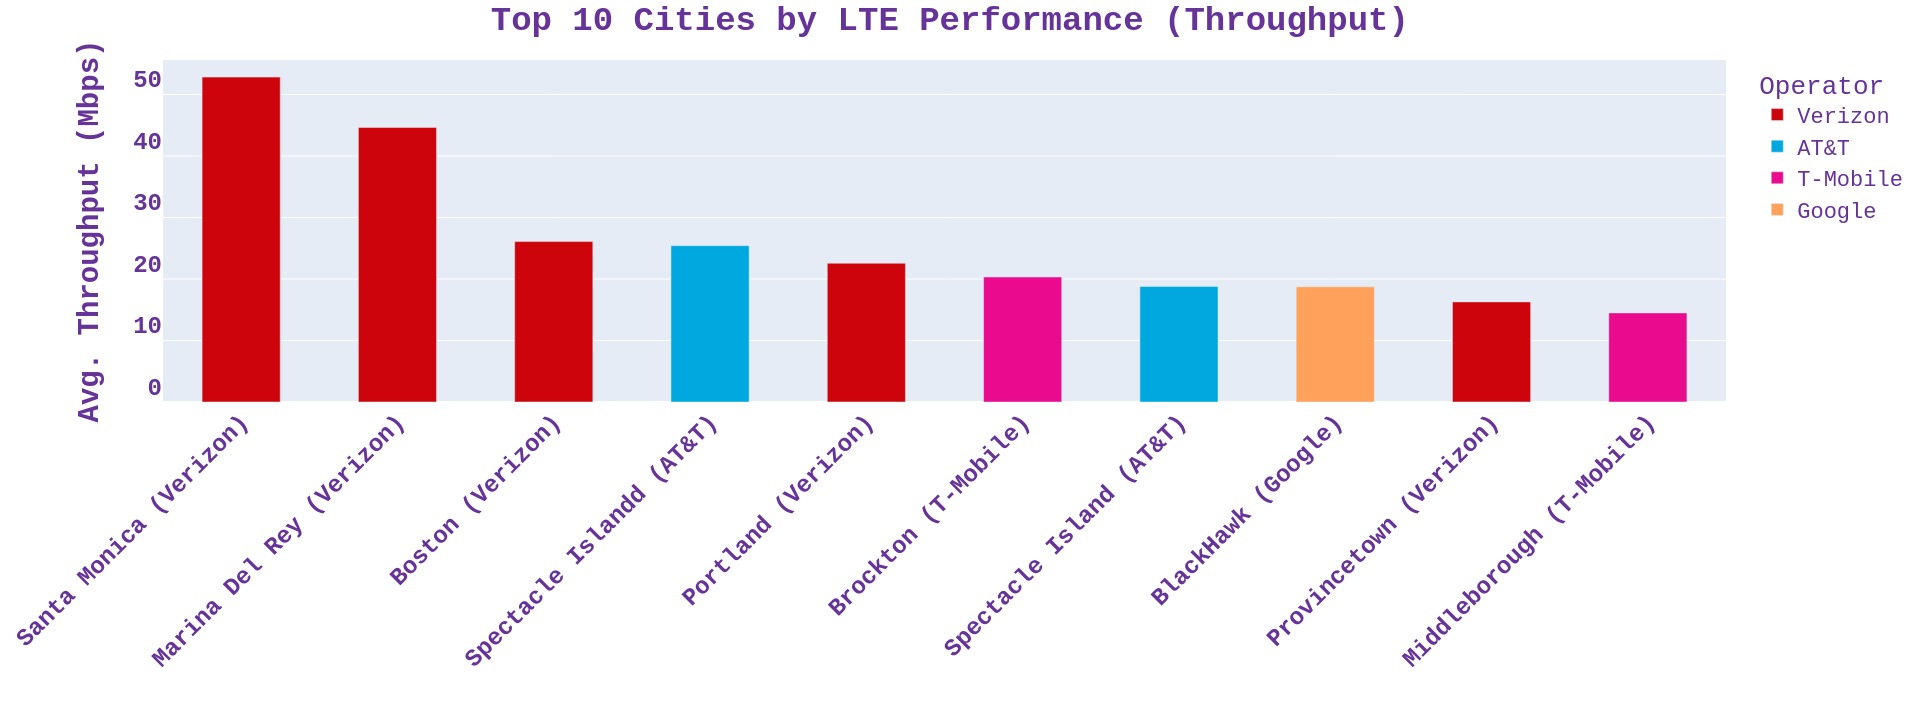 Top 10 Cities by LTE Performance (Throughput)
Avg. Throughput (Mbps)
50
40
30
20
10
0
Santa Monica (Verizon)
Marina Del Rey (Verizon)
Boston (Verizon)
Spectacle Islandd (AT&T)
Portland (Verizon)
Brockton (T-Mobile)
Spectacle Island (AT&T)
BlackHawk (Google)
Provincetown (Verizon)
Middleborough (T-Mobile)
Operator
Verizon
AT&T
T-Mobile
Google